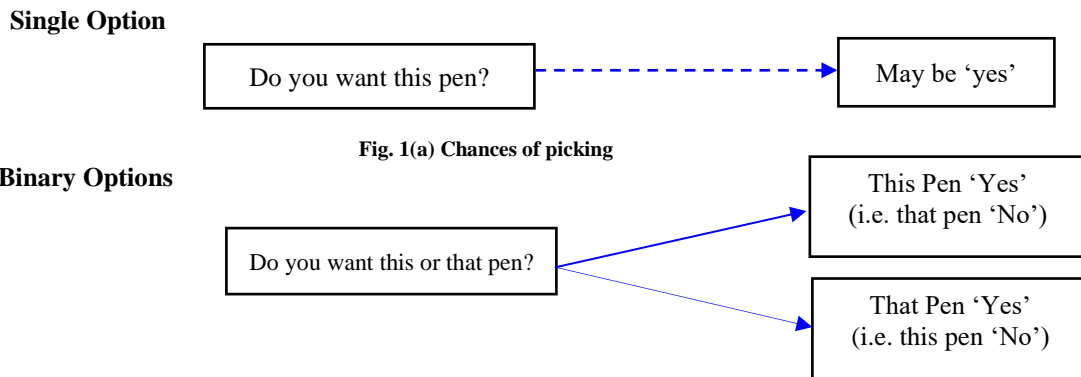 Single Option
Do you want this pen?
May be ‘yes’
Fig. 1(a) Chances of picking
Binary Options
This Pen ‘Yes’
(i.e. that pen ‘No’)
Do you want this or that pen?
That Pen ‘Yes’
(i.e. this pen ‘No’)